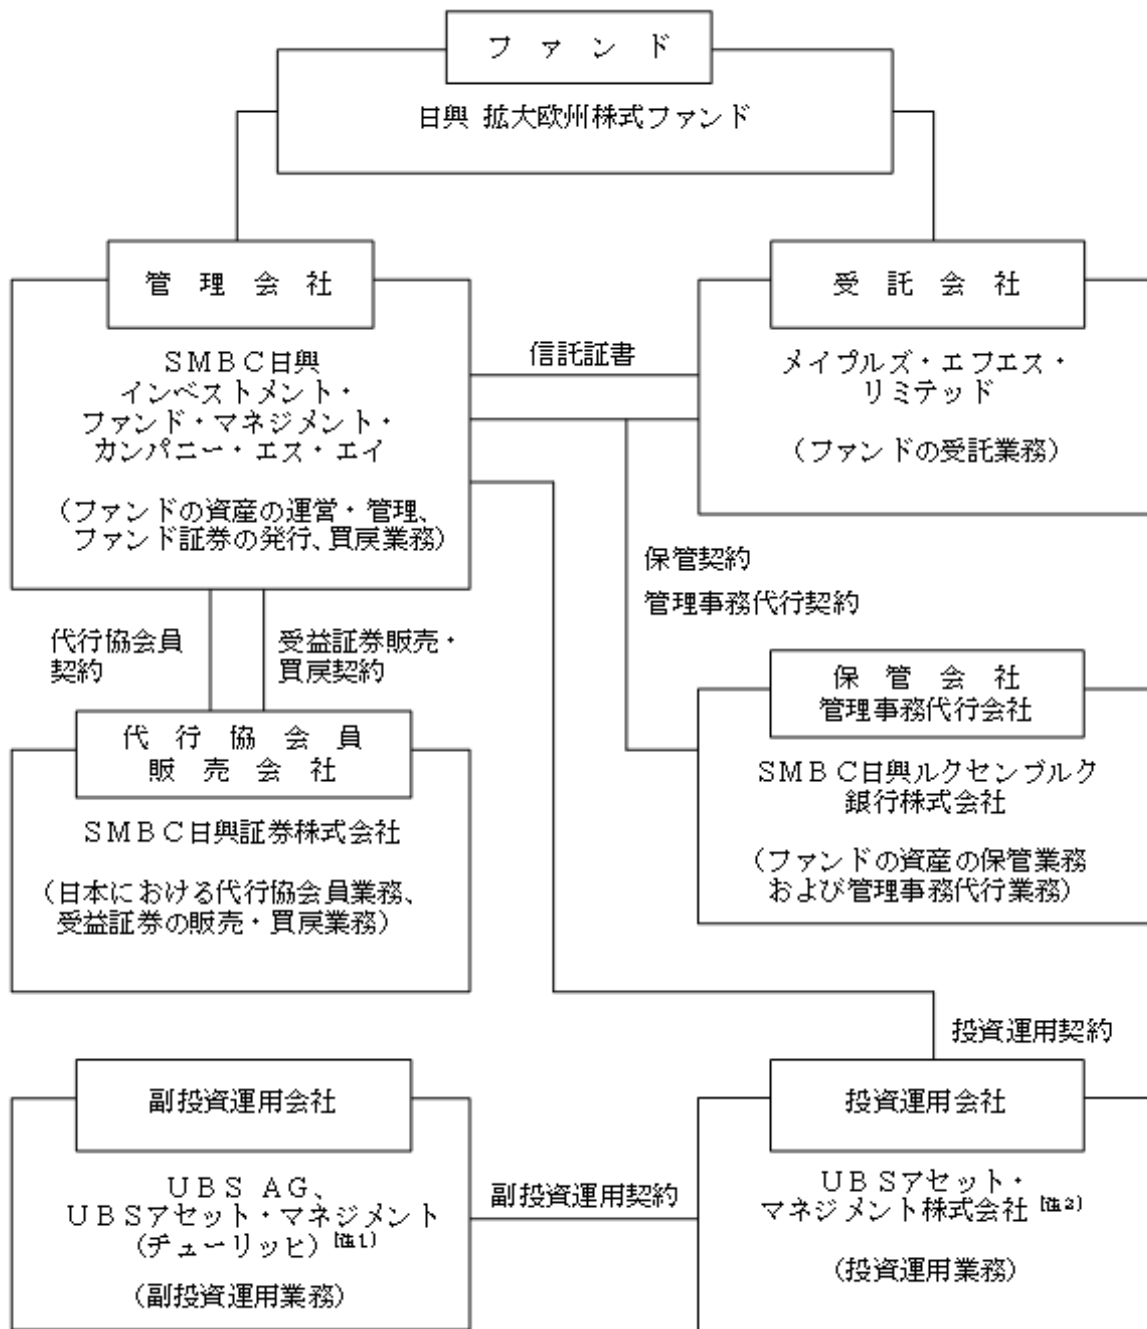 ファンド
日興 拡大欧州株式ファンド
管理会社
SMBC日興
インベストメント・
ファンド・マネジメント・
カンパニー・エス・エイ
(ファンドの資産の運営・管理、
ファンド証券の発行、買戻業務)
信託証書
受託会社
メイプルズ・エフエス・
リミテッド
(ファンドの受託業務)
保管契約
管理事務代行契約
代行協会員
契約
受益証券販売・
買戻契約
代行協会員
販売会社
SMBC日興証券株式会社
(日本における代行協会員業務、
受益証券の販売・買戻業務)
保管会社
管理事務代行会社
SMBC日興ルクセンブルク
銀行株式会社
(ファンドの資産の保管業務
および管理事務代行業務)
投資運用契約
副投資運用会社
UBS AG、
UBSアセット・マネジメント
(チューリッヒ)[注1]
(副投資運用業務)
副投資運用契約
投資運用会社
UBSアセット・
マネジメント株式会社[注2]
(投資運用業務)